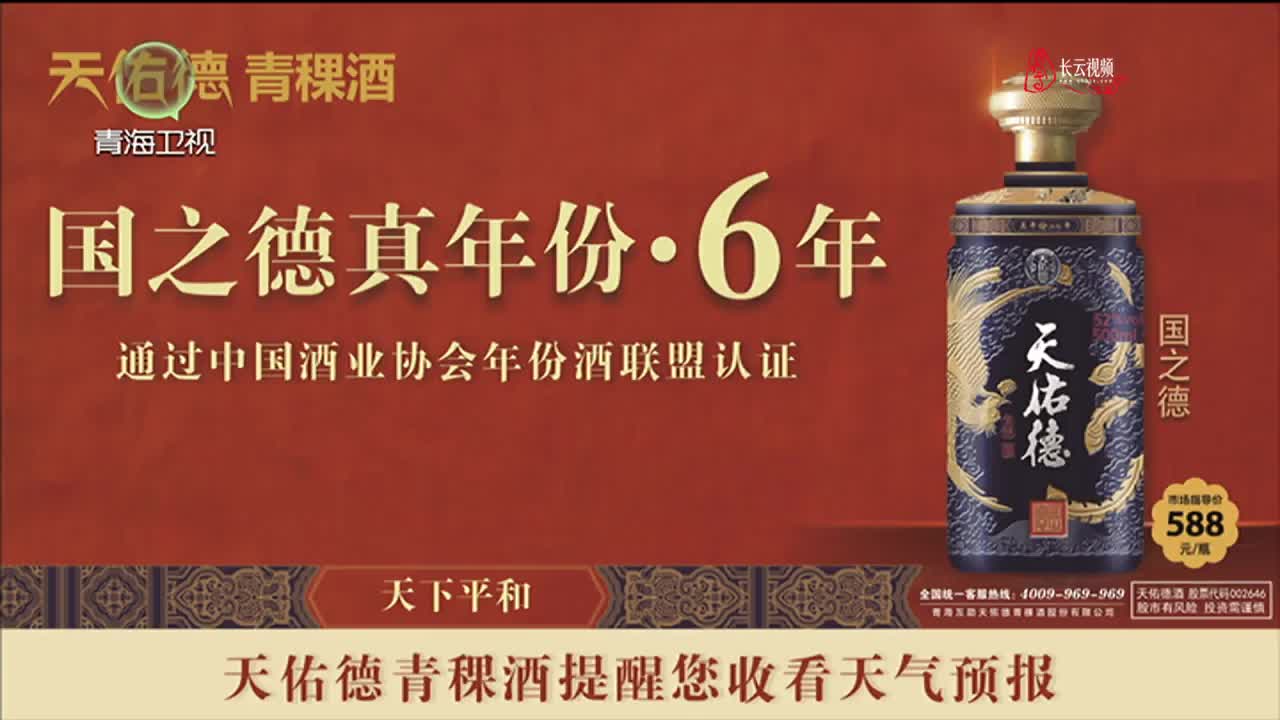 天佑德 青稞酒
青海卫视
长云视频
国之德真年份·6年
通过中国酒业协会年份酒联盟认证
52%vol
500ml
天佑德
国之德
市场指导价
588
元/瓶
天下平和
全国统一客服热线：4009-969-969
青海互助天佑德青稞酒股份有限公司
天佑德酒 股票代码002646
股市有风险 投资需谨慎
天佑德青稞酒提醒您收看天气预报